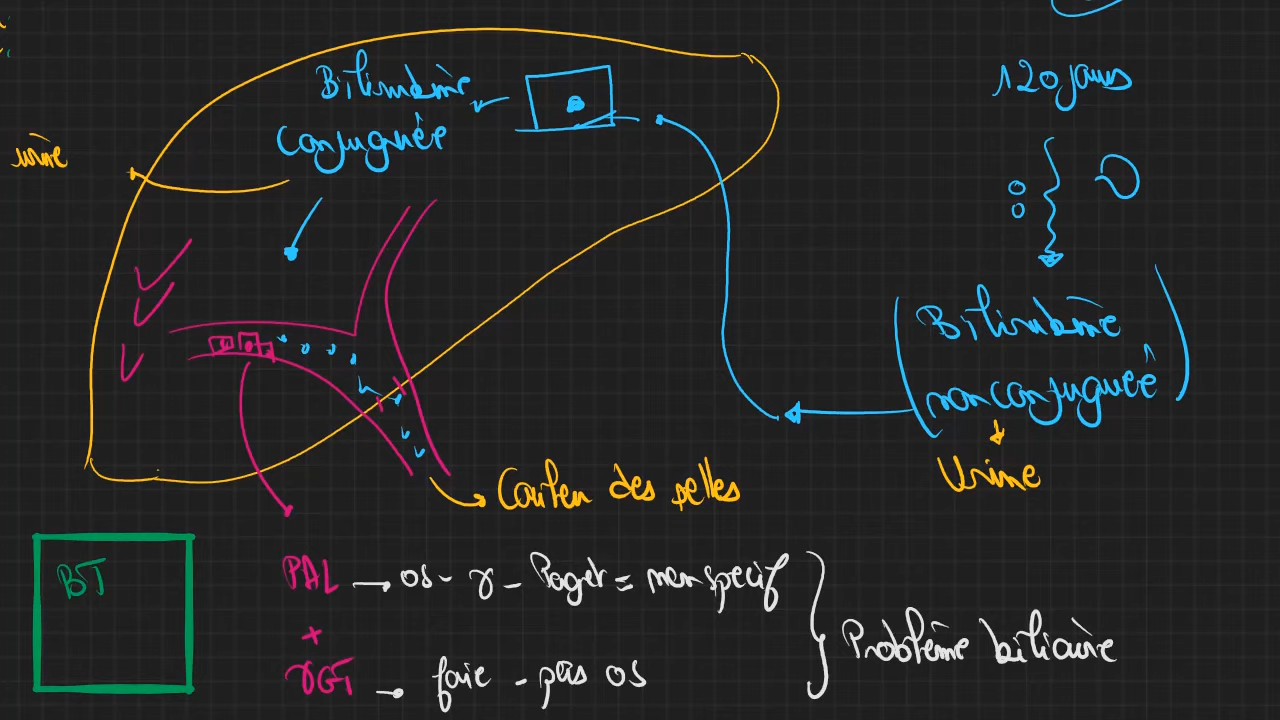 120 jours
Bilirubine
conjuguée
urine
Bilirubine
non conjuguée
Urine
Couleur des selles
BT
PAL → os - γ - Paget = non spécif
+
γGT → foie - pas os
Problème biliaire